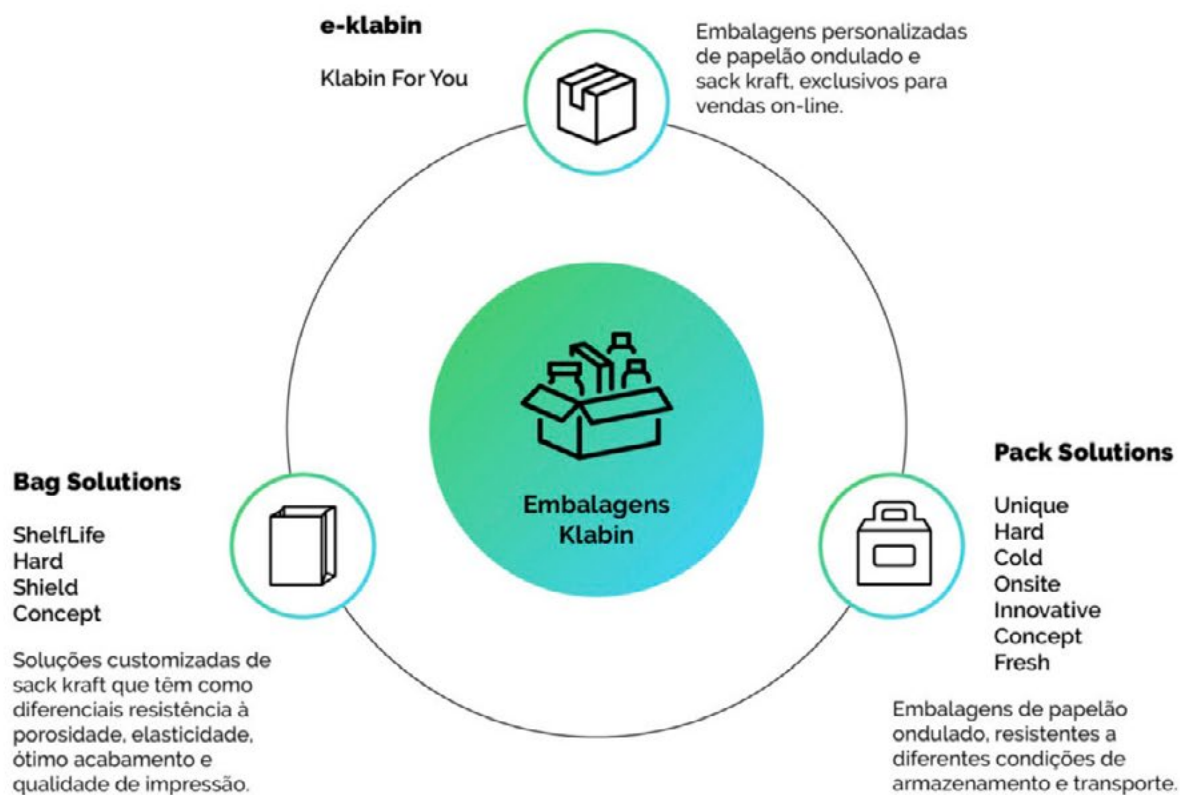 e-klabin
Klabin For You
Embalagens personalizadas
de papelão ondulado e
sack kraft, exclusivos para
vendas on-line.
Embalagens
Klabin
Bag Solutions
ShelfLife
Hard
Shield
Concept
Soluções customizadas de
sack kraft que têm como
diferenciais resistência à
porosidade, elasticidade,
ótimo acabamento e
qualidade de impressão.
Pack Solutions
Unique
Hard
Cold
Onsite
Innovative
Concept
Fresh
Embalagens de papelão
ondulado, resistentes a
diferentes condições de
armazenamento e transporte.